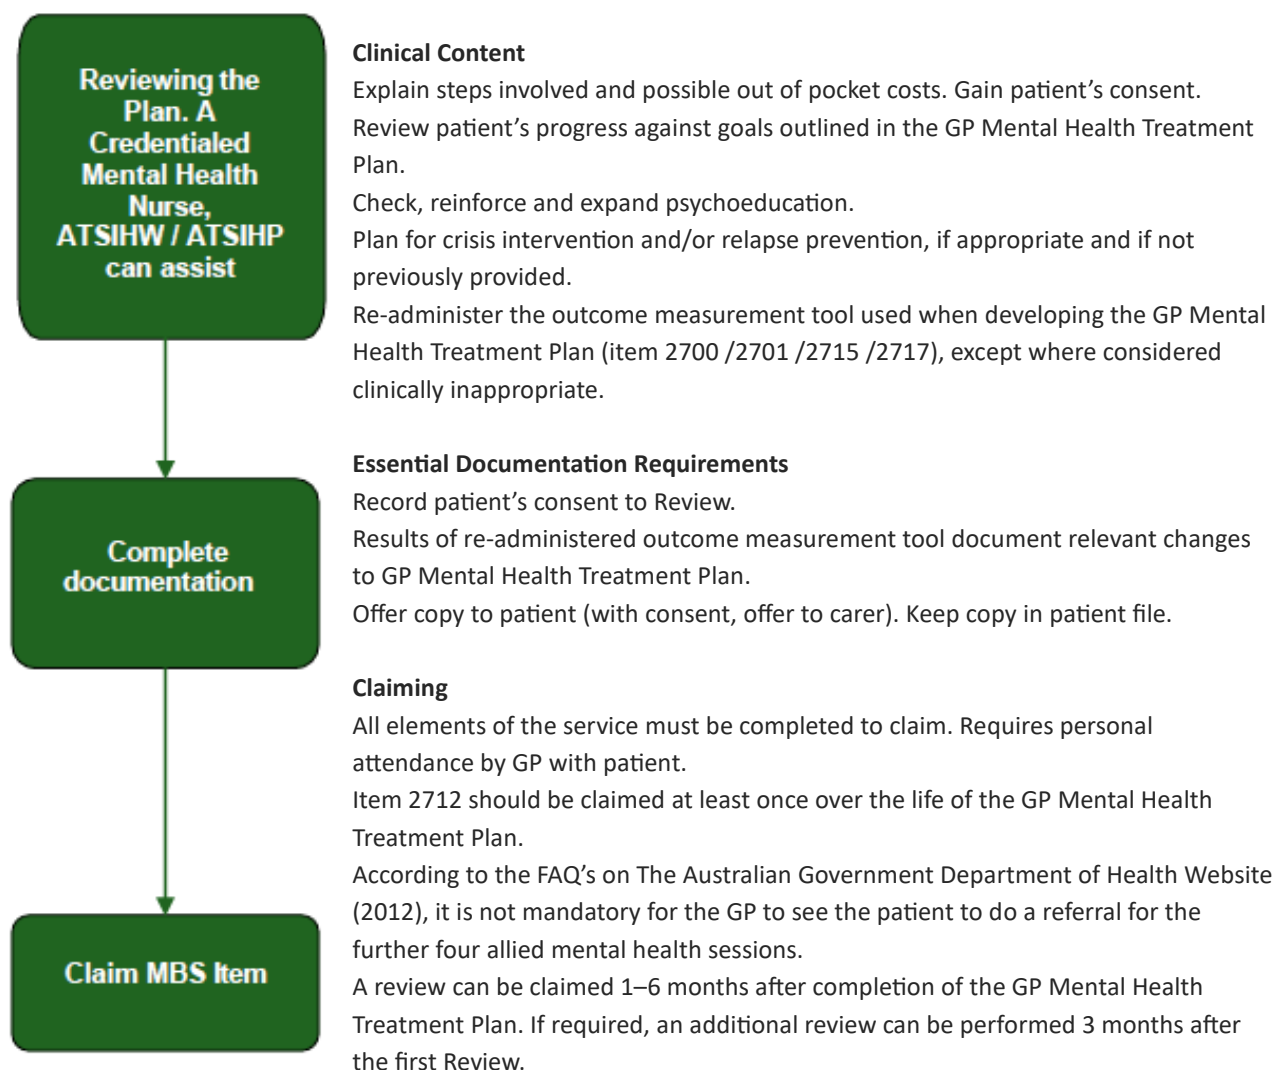 Reviewing the
Plan. A
Credentialed
Mental Health
Nurse,
ATSIHW / ATSIHP
can assist
Clinical Content
Explain steps involved and possible out of pocket costs. Gain patient’s consent.
Review patient’s progress against goals outlined in the GP Mental Health Treatment
Plan.
Check, reinforce and expand psychoeducation.
Plan for crisis intervention and/or relapse prevention, if appropriate and if not
previously provided.
Re-administer the outcome measurement tool used when developing the GP Mental
Health Treatment Plan (item 2700 /2701 /2715 /2717), except where considered
clinically inappropriate.
Complete
documentation
Essential Documentation Requirements
Record patient’s consent to Review.
Results of re-administered outcome measurement tool document relevant changes
to GP Mental Health Treatment Plan.
Offer copy to patient (with consent, offer to carer). Keep copy in patient file.
Claim MBS Item
Claiming
All elements of the service must be completed to claim. Requires personal
attendance by GP with patient.
Item 2712 should be claimed at least once over the life of the GP Mental Health
Treatment Plan.
According to the FAQ’s on The Australian Government Department of Health Website
(2012), it is not mandatory for the GP to see the patient to do a referral for the
further four allied mental health sessions.
A review can be claimed 1–6 months after completion of the GP Mental Health
Treatment Plan. If required, an additional review can be performed 3 months after
the first Review.